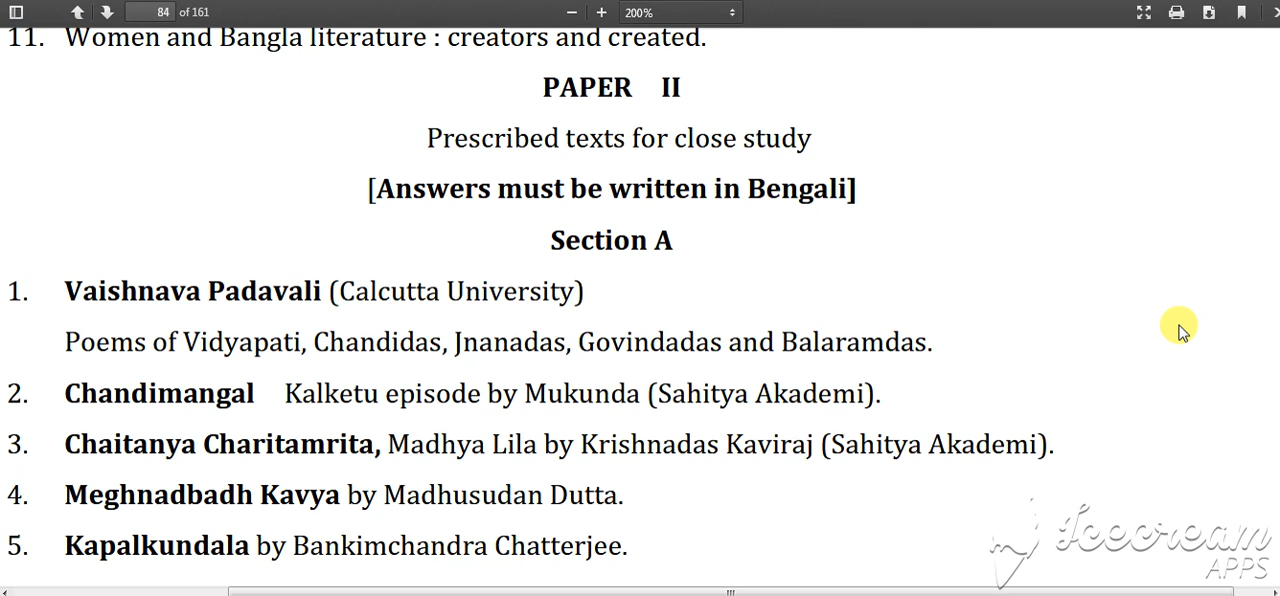 84 of 161
200%
11. Women and Bangla literature : creators and created.
PAPER II
Prescribed texts for close study
[Answers must be written in Bengali]
Section A
1. Vaishnava Padavali (Calcutta University)
Poems of Vidyapati, Chandidas, Jnanadas, Govindadas and Balaramdas.
2. Chandimangal Kalketu episode by Mukunda (Sahitya Akademi).
3. Chaitanya Charitamrita, Madhya Lila by Krishnadas Kaviraj (Sahitya Akademi).
4. Meghnadbadh Kavya by Madhusudan Dutta.
5. Kapalkundala by Bankimchandra Chatterjee.
Icecream
APPS